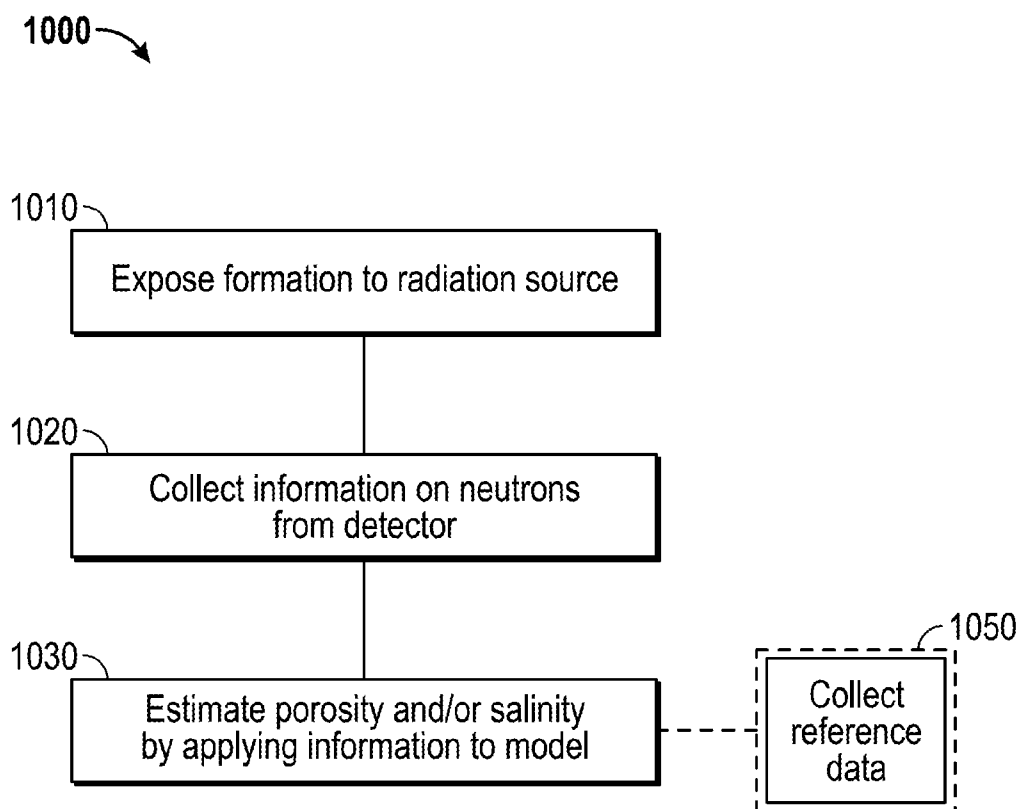 1000
1010
Expose formation to radiation source
1020
Collect information on neutrons
from detector
1030
Estimate porosity and/or salinity
by applying information to model
1050
Collect
reference
data